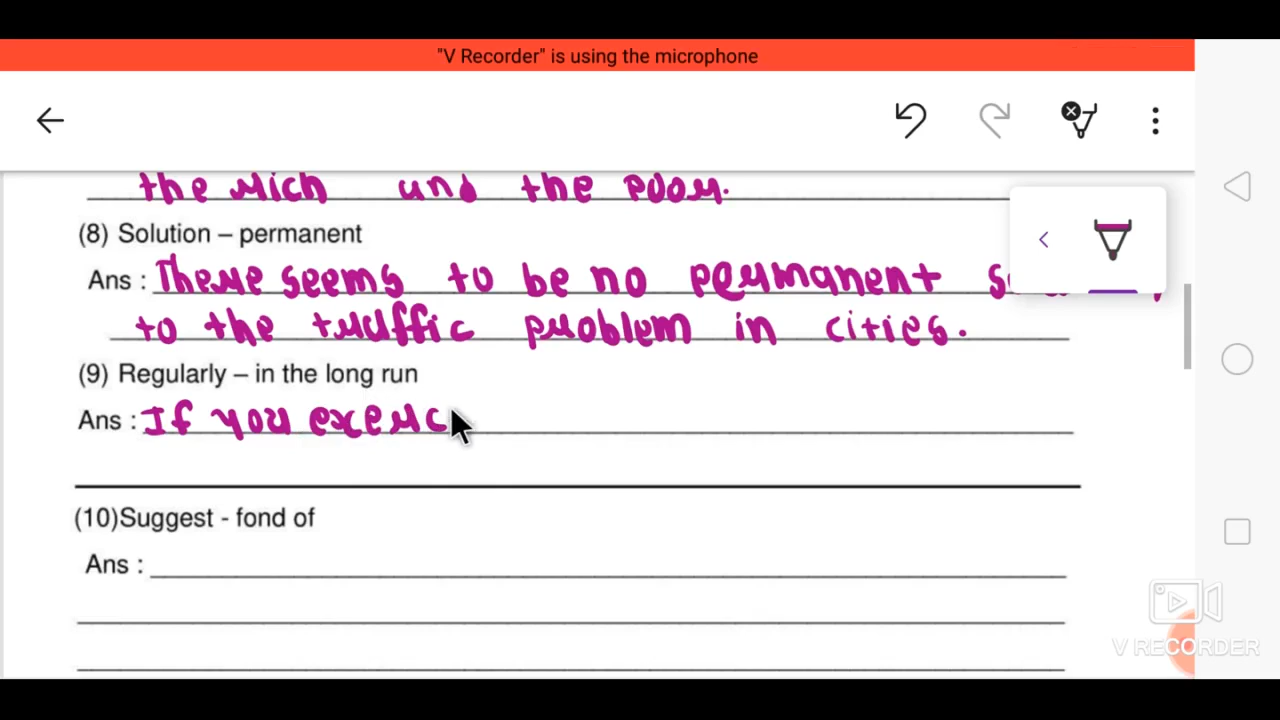 "V Recorder" is using the microphone
the rich and the poor.
(8) Solution – permanent
Ans : There seems to be no permanent
to the traffic problem in cities.
(9) Regularly – in the long run
Ans : If you exerc
(10)Suggest - fond of
Ans :
V RECORDER